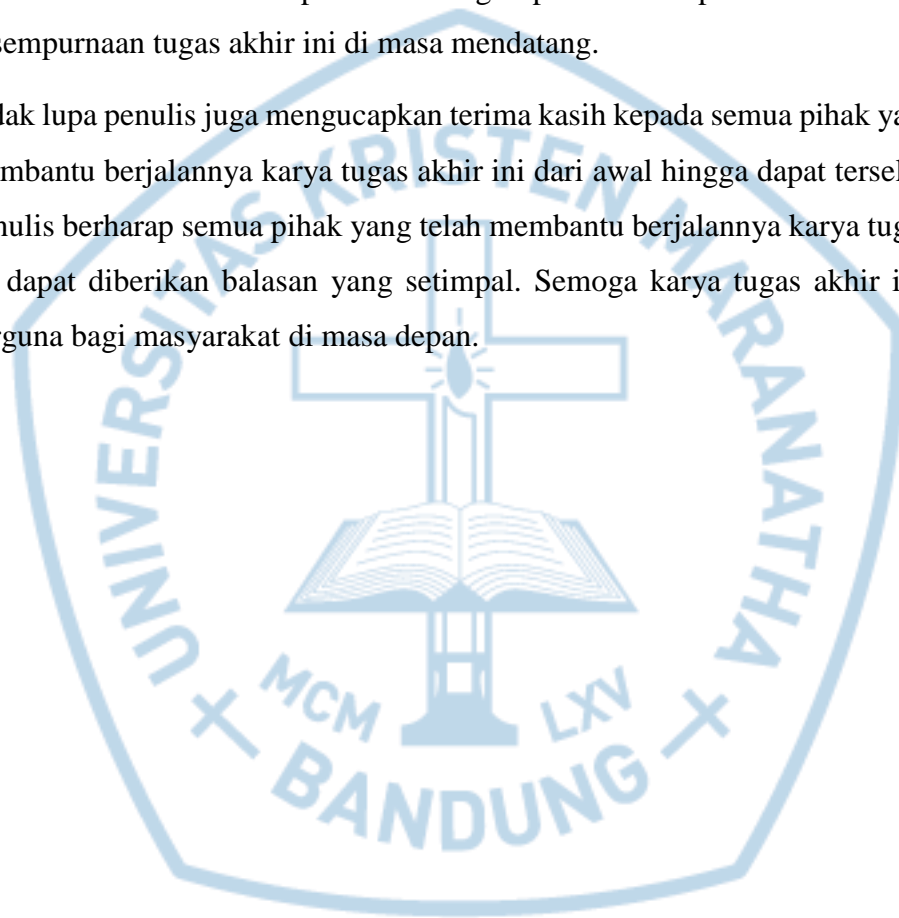 sempurnaan tugas akhir ini di masa mendatang.
dak lupa penulis juga mengucapkan terima kasih kepada semua pihak ya
mbantu berjalannya karya tugas akhir ini dari awal hingga dapat tersel
nulis berharap semua pihak yang telah membantu berjalannya karya tug
dapat diberikan balasan yang setimpal. Semoga karya tugas akhir i
rguna bagi masyarakat di masa depan.
UNIVERSITAS KRISTEN MARANATHA
MCM LXV
BANDUNG